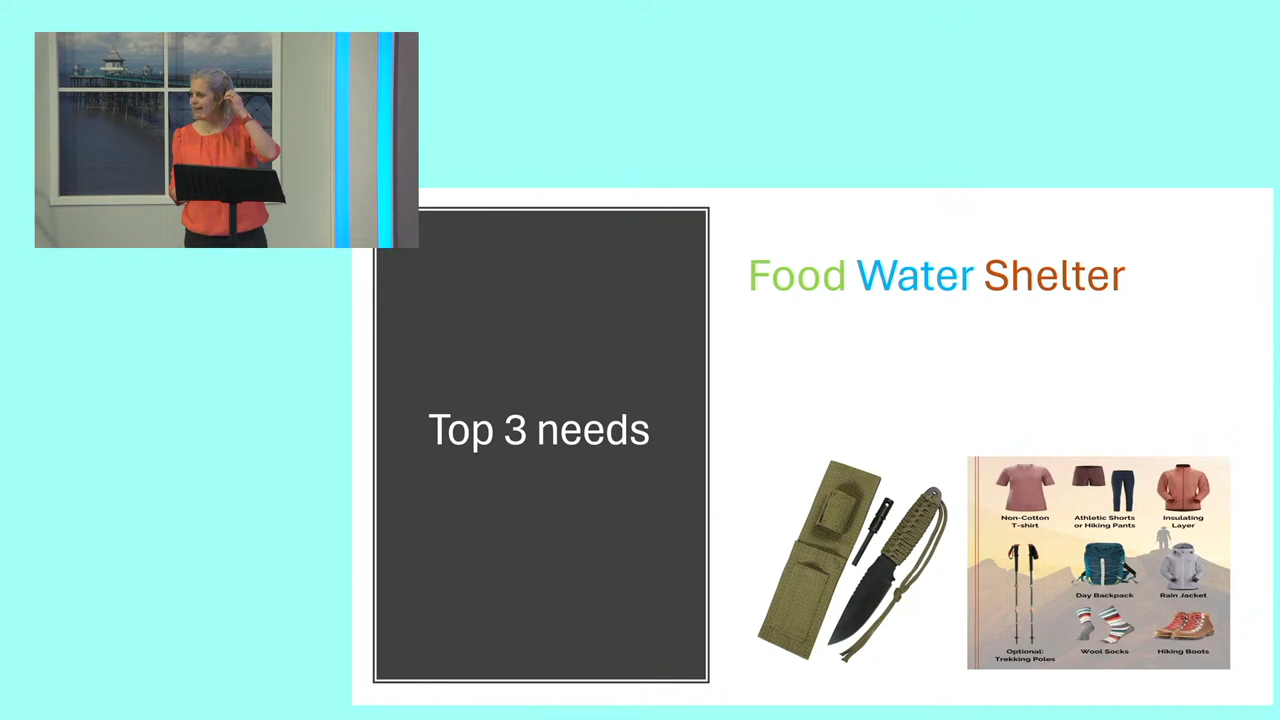 Top 3 needs
Food Water Shelter
Non-Cotton
T-shirt
Athletic Shorts
or Hiking Pants
Insulating
Layer
Day Backpack
Rain Jacket
Optional:
Trekking Poles
Wool Socks
Hiking Boots